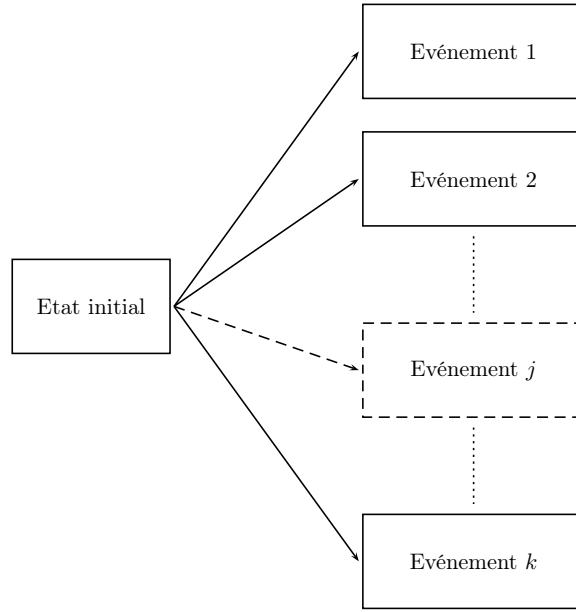 Evénement 1
Evénement 2
Etat initial
Evénement j
Evénement k